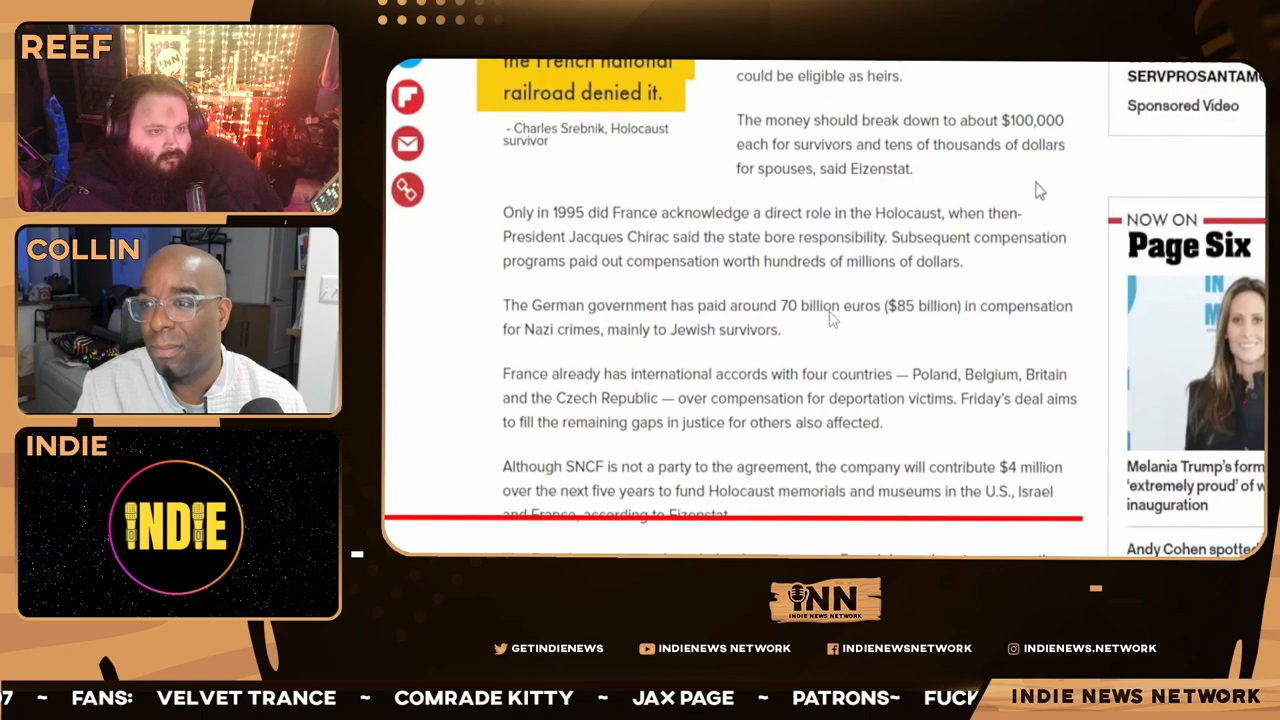 REEF
INN
COLLIN
INDIE
INDIE
the French national
railroad denied it.
- Charles Srebnik, Holocaust
survivor
could be eligible as heirs.
The money should break down to about $100,000
each for survivors and tens of thousands of dollars
for spouses, said Eizenstat.
Only in 1995 did France acknowledge a direct role in the Holocaust, when then-
President Jacques Chirac said the state bore responsibility. Subsequent compensation
programs paid out compensation worth hundreds of millions of dollars.
The German government has paid around 70 billion euros ($85 billion) in compensation
for Nazi crimes, mainly to Jewish survivors.
France already has international accords with four countries — Poland, Belgium, Britain
and the Czech Republic — over compensation for deportation victims. Friday's deal aims
to fill the remaining gaps in justice for others also affected.
Although SNCF is not a party to the agreement, the company will contribute $4 million
over the next five years to fund Holocaust memorials and museums in the U.S., Israel
and France, according to Eizenstat.
SERVPROSANTAM
Sponsored Video
NOW ON
Page Six
IN
M
Melania Trump's form
'extremely proud' of w
inauguration
Andy Cohen spotted
INN
INDIE NEWS NETWORK
GETINDIENEWS
INDIENEWS NETWORK
INDIENEWSNETWORK
INDIENEWS.NETWORK
7 ~ FANS: VELVET TRANCE ~ COMRADE KITTY ~ JAX PAGE ~ PATRONS~ FUCK
INDIE NEWS NETWORK